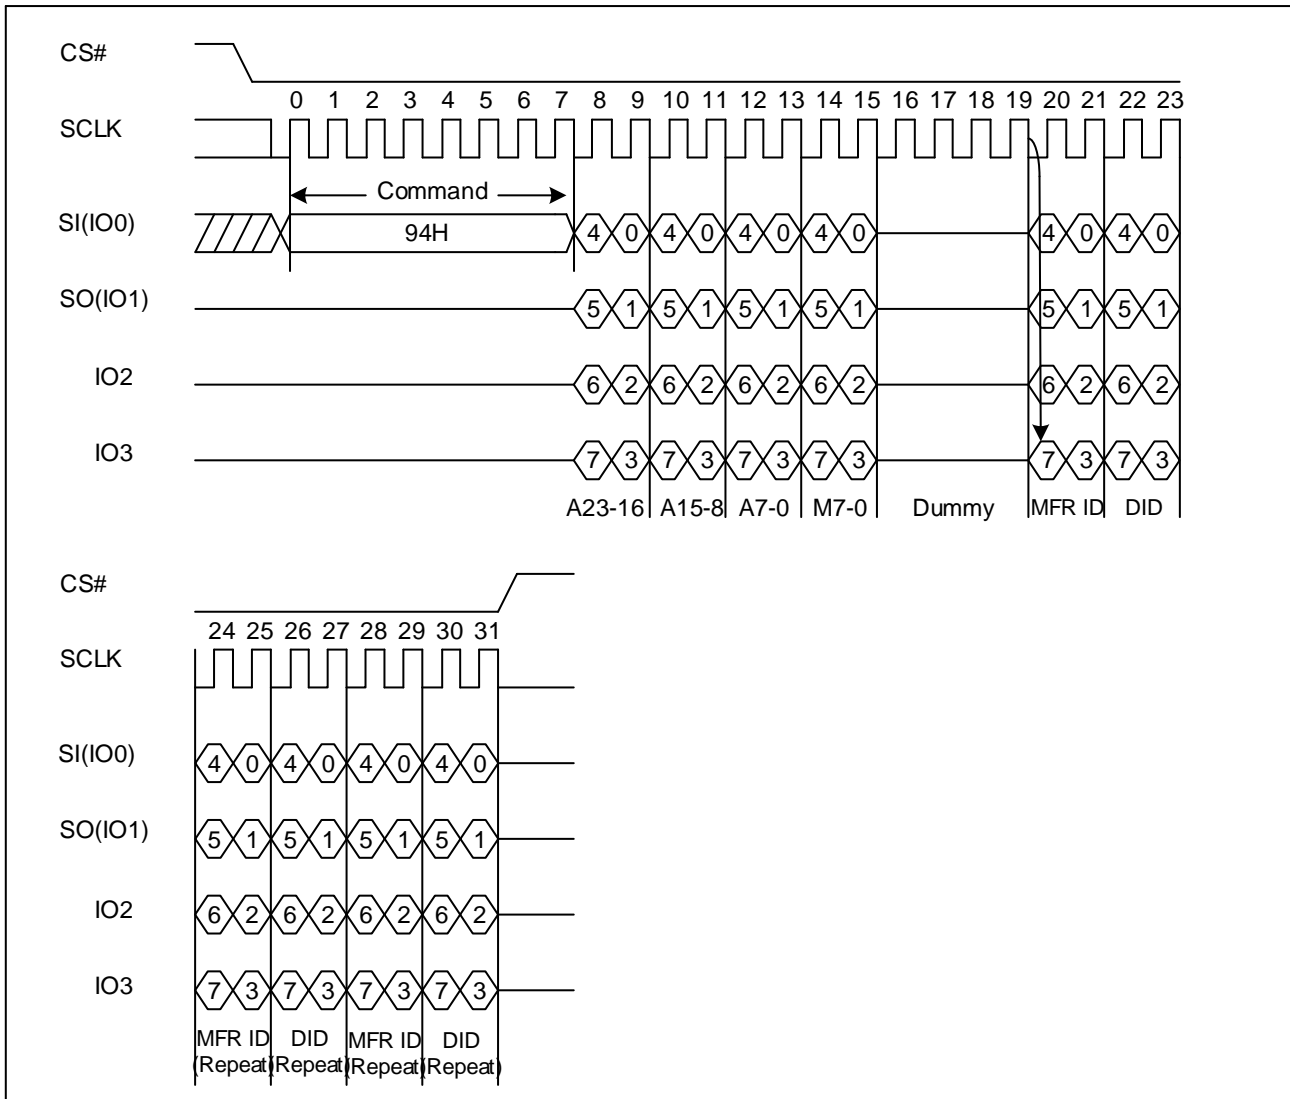 CS#
0 1 2 3 4 5 6 7 8 9 10 11 12 13 14 15 16 17 18 19 20 21 22 23
SCLK
Command
SI(IO0)
94H
4 0 4 0 4 0 4 0 4 0 4 0
SO(IO1)
5 1 5 1 5 1 5 1 5 1 5 1
IO2
6 2 6 2 6 2 6 2 6 2 6 2
IO3
7 3 7 3 7 3 7 3 7 3 7 3
A23-16 A15-8 A7-0 M7-0 Dummy MFR ID DID
CS#
24 25 26 27 28 29 30 31
SCLK
SI(IO0)
4 0 4 0 4 0 4 0
SO(IO1)
5 1 5 1 5 1 5 1
IO2
6 2 6 2 6 2 6 2
IO3
7 3 7 3 7 3 7 3
MFR ID DID MFR ID DID
(Repeat) (Repeat) (Repeat) (Repeat)